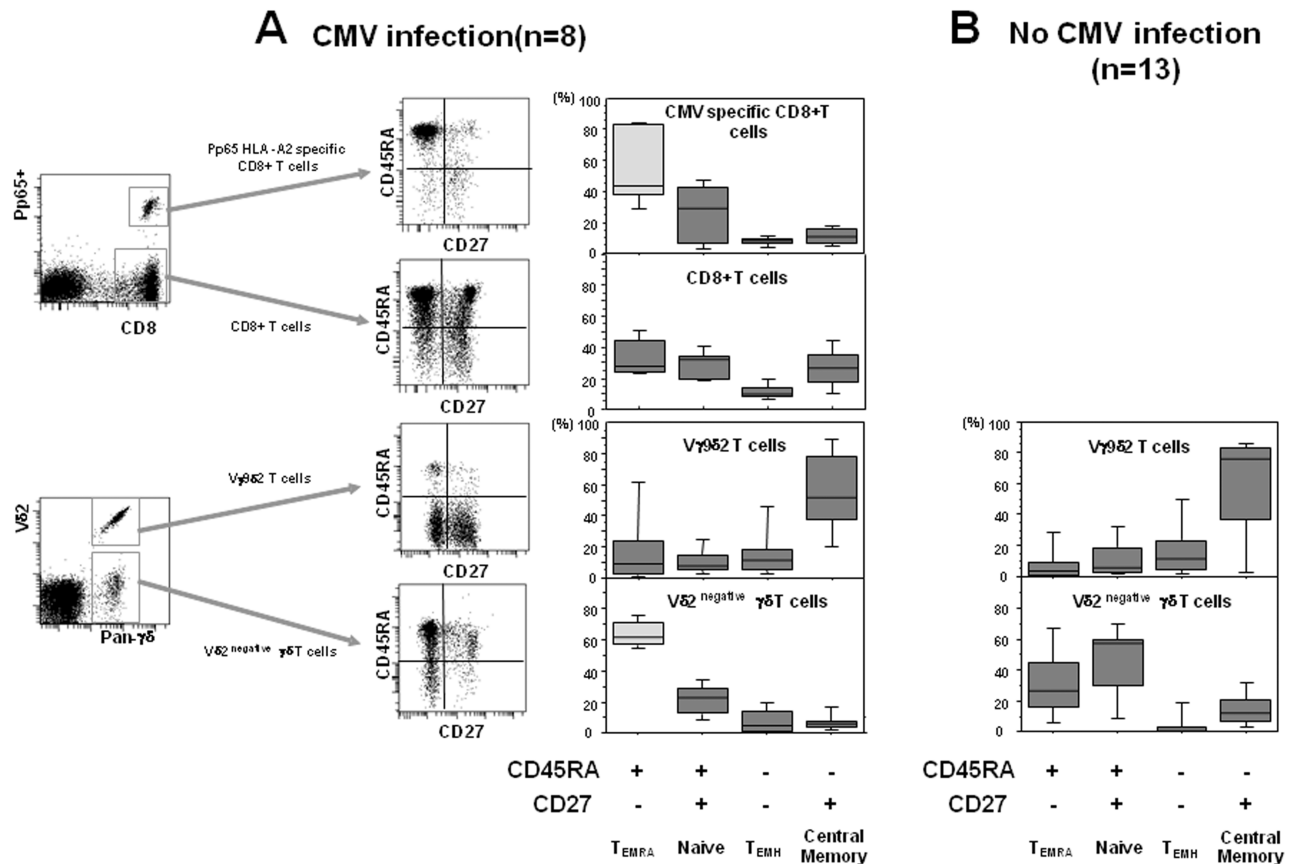 A CMV infection(n=8)
B No CMV infection
(n=13)
Pp65 HLA -A2 specific
CD8+ T cells
CD8+ T cells
Pp65+
CD8
CD45RA
CD27
CD45RA
CD27
(%)
100
80
60
40
20
0
CMV specific CD8+T
cells
80
60
40
20
0
CD8+T cells
Vδ2
Pan-γδ
Vγ9δ2 T cells
Vδ2 negative γδT cells
CD45RA
CD27
CD45RA
CD27
(%)
100
80
60
40
20
0
Vγ9δ2 T cells
80
60
40
20
0
Vδ2 negative γδT cells
(%)
100
80
60
40
20
0
Vγ9δ2 T cells
80
60
40
20
0
Vδ2 negative γδT cells
CD45RA + + - -
CD27 - + - +
TEMRA Naive TEMH Central
Memory
CD45RA + + - -
CD27 - + - +
TEMRA Naive TEMH Central
Memory